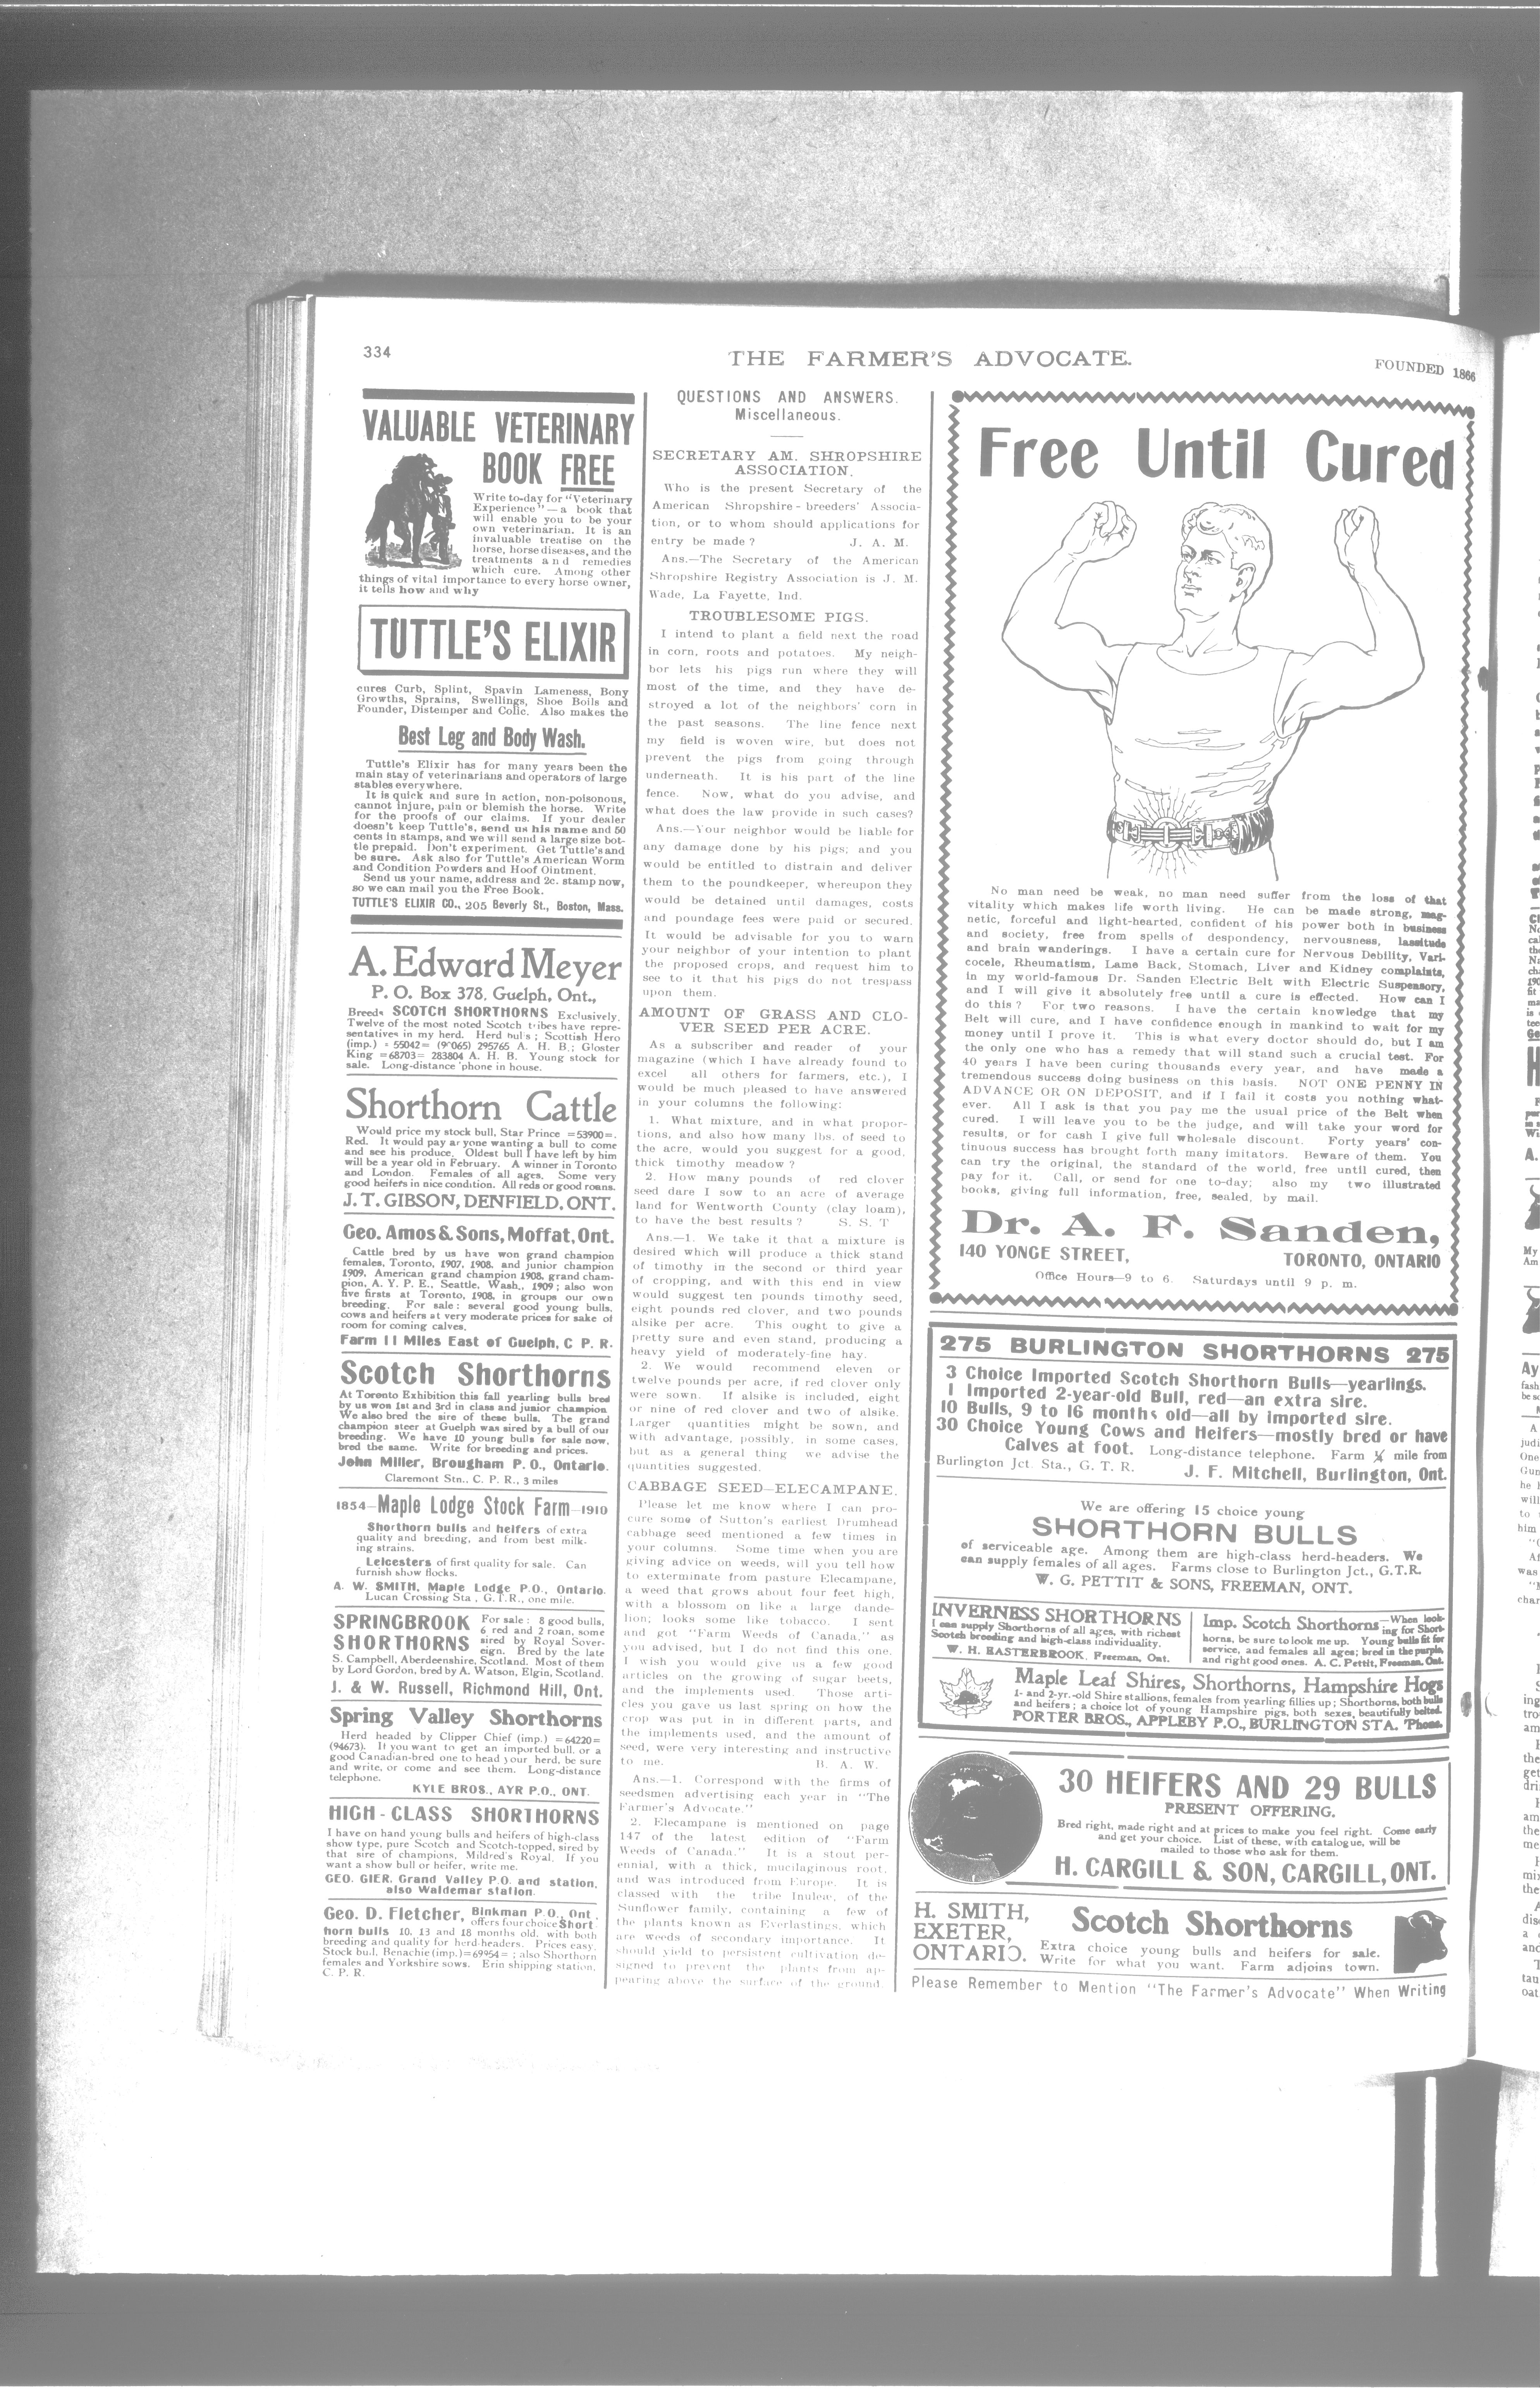 334
THE FARMER'S ADVOCATE.
FOUNDED 1866
VALUABLE VETERINARY
BOOK FREE
Write to-day for "Veterinary
Experience"—a book that
will enable you to be your
own veterinarian. It is an
invaluable treatise on the
horse, horse diseases, and the
treatments and remedies
which cure. Among other
things of vital importance to every horse owner,
it tells how and why
TUTTLE'S ELIXIR
cures Curb, Splint, Spavin Lameness, Bony
Growths, Sprains, Swellings, Shoe Boils and
Founder, Distemper and Colic. Also makes the
Best Leg and Body Wash.
Tuttle's Elixir has for many years been the
main stay of veterinarians and operators of large
stables everywhere.
It is quick and sure in action, non-poisonous,
cannot injure, pain or blemish the horse. Write
for the proofs of our claims. If your dealer
doesn't keep Tuttle's, send us his name and 50
cents in stamps, and we will send a large size bot-
tle prepaid. Don't experiment. Get Tuttle's and
be sure. Ask also for Tuttle's American Worm
and Condition Powders and Hoof Ointment.
Send us your name, address and 2c. stamp now,
so we can mail you the Free Book.
TUTTLE'S ELIXIR CO., 205 Beverly St., Boston, Mass.
A. Edward Meyer
P. O. Box 378, Guelph, Ont.,
Breeds SCOTCH SHORTHORNS Exclusively.
Twelve of the most noted Scotch tribes have repre-
sentatives in my herd. Herd bulls; Scottish Hero
(imp.) =55042= (90065) 295765 A. H. B.; Gloster
King =68703= 283804 A. H. B. Young stock for
sale. Long-distance 'phone in house.
Shorthorn Cattle
Would price my stock bull, Star Prince =53900=.
Red. It would pay anyone wanting a bull to come
and see his produce. Oldest bull I have left by him
will be a year old in February. A winner in Toronto
and London. Females of all ages. Some very
good heifers in nice condition. All reds or good roans.
J. T. GIBSON, DENFIELD, ONT.
Geo. Amos & Sons, Moffat, Ont.
Cattle bred by us have won grand champion
females, Toronto, 1907, 1908, and junior champion
1909, American grand champion 1908, grand cham-
pion, A. Y. P. E., Seattle, Wash., 1909; also won
five firsts at Toronto, 1908, in groups our own
breeding. For sale: several good young bulls,
cows and heifers at very moderate prices for sake of
room for coming calves.
Farm 11 Miles East of Guelph, C P. R.
Scotch Shorthorns
At Toronto Exhibition this fall yearling bulls bred
by us won 1st and 3rd in class and junior champion.
We also bred the sire of these bulls. The grand
champion steer at Guelph was sired by a bull of our
breeding. We have 10 young bulls for sale now,
bred the same. Write for breeding and prices.
John Miller, Brougham P. O., Ontario.
Claremont Stn., C. P. R., 3 miles
1854—Maple Lodge Stock Farm—1910
Shorthorn bulls and heifers of extra
quality and breeding, and from best milk-
ing strains.
Leicesters of first quality for sale. Can
furnish show flocks.
A. W. SMITH, Maple Lodge P.O., Ontario.
Lucan Crossing Sta., G.T.R., one mile.
SPRINGBROOK
SHORTHORNS
For sale: 8 good bulls,
6 red and 2 roan, some
sired by Royal Sover-
eign. Bred by the late
S. Campbell, Aberdeenshire, Scotland. Most of them
by Lord Gordon, bred by A. Watson, Elgin, Scotland.
J. & W. Russell, Richmond Hill, Ont.
Spring Valley Shorthorns
Herd headed by Clipper Chief (imp.) =64220=
(94673). If you want to get an imported bull, or a
good Canadian-bred one to head your herd, be sure
and write, or come and see them. Long-distance
telephone.
KYLE BROS., AYR P.O., ONT.
HIGH-CLASS SHORTHORNS
I have on hand young bulls and heifers of high-class
show type, pure Scotch and Scotch-topped, sired by
that sire of champions, Mildred's Royal. If you
want a show bull or heifer, write me.
GEO. GIER, Grand Valley P.O. and station,
also Waldemar station.
Geo. D. Fletcher, Binkman P.O., Ont.,
offers four choice Short
horn bulls 10, 13 and 18 months old, with both
breeding and quality for herd-headers. Prices easy.
Stock bull, Benachie (imp.) =69954=; also Shorthorn
females and Yorkshire sows. Erin shipping station,
C. P. R.
QUESTIONS AND ANSWERS.
Miscellaneous.
SECRETARY AM. SHROPSHIRE
ASSOCIATION.
Who is the present Secretary of the
American Shropshire-breeders' Associa-
tion, or to whom should applications for
entry be made? J. A. M.
Ans.—The Secretary of the American
Shropshire Registry Association is J. M.
Wade, La Fayette, Ind.
TROUBLESOME PIGS.
I intend to plant a field next the road
in corn, roots and potatoes. My neigh-
bor lets his pigs run where they will
most of the time, and they have de-
stroyed a lot of the neighbors' corn in
the past seasons. The line fence next
my field is woven wire, but does not
prevent the pigs from going through
underneath. It is his part of the line
fence. Now, what do you advise, and
what does the law provide in such cases?
Ans.—Your neighbor would be liable for
any damage done by his pigs; and you
would be entitled to distrain and deliver
them to the poundkeeper, whereupon they
would be detained until damages, costs
and poundage fees were paid or secured.
It would be advisable for you to warn
your neighbor of your intention to plant
the proposed crops, and request him to
see to it that his pigs do not trespass
upon them.
AMOUNT OF GRASS AND CLO-
VER SEED PER ACRE.
As a subscriber and reader of your
magazine (which I have already found to
excel all others for farmers, etc.), I
would be much pleased to have answered
in your columns the following:
1. What mixture, and in what propor-
tions, and also how many lbs. of seed to
the acre, would you suggest for a good,
thick timothy meadow?
2. How many pounds of red clover
seed dare I sow to an acre of average
land for Wentworth County (clay loam),
to have the best results? S. S. T
Ans.—1. We take it that a mixture is
desired which will produce a thick stand
of timothy in the second or third year
of cropping, and with this end in view
would suggest ten pounds timothy seed,
eight pounds red clover, and two pounds
alsike per acre. This ought to give a
pretty sure and even stand, producing a
heavy yield of moderately-fine hay.
2. We would recommend eleven or
twelve pounds per acre, if red clover only
were sown. If alsike is included, eight
or nine of red clover and two of alsike.
Larger quantities might be sown, and
with advantage, possibly, in some cases,
but as a general thing we advise the
quantities suggested.
CABBAGE SEED—ELECAMPANE.
Please let me know where I can pro-
cure some of Sutton's earliest Drumhead
cabbage seed mentioned a few times in
your columns. Some time when you are
giving advice on weeds, will you tell how
to exterminate from pasture Elecampane,
a weed that grows about four feet high,
with a blossom on like a large dande-
lion; looks some like tobacco. I sent
and got "Farm Weeds of Canada," as
you advised, but I do not find this one.
I wish you would give us a few good
articles on the growing of sugar beets,
and the implements used. Those arti-
cles you gave us last spring on how the
crop was put in in different parts, and
the implements used, and the amount of
seed, were very interesting and instructive
to me. B. A. W.
Ans.—1. Correspond with the firms of
seedsmen advertising each year in "The
Farmer's Advocate."
2. Elecampane is mentioned on page
147 of the latest edition of "Farm
Weeds of Canada." It is a stout per-
ennial, with a thick, mucilaginous root,
and was introduced from Europe. It is
classed with the tribe Inuleæ, of the
Sunflower family, containing a few of
the plants known as Everlastings, which
are weeds of secondary importance. It
should yield to persistent cultivation de-
signed to prevent the plants from ap-
pearing above the surface of the ground.
Free Until Cured
No man need be weak, no man need suffer from the loss of that
vitality which makes life worth living. He can be made strong, mag-
netic, forceful and light-hearted, confident of his power both in business
and society, free from spells of despondency, nervousness, lassitude
and brain wanderings. I have a certain cure for Nervous Debility, Vari-
cocele, Rheumatism, Lame Back, Stomach, Liver and Kidney complaints,
in my world-famous Dr. Sanden Electric Belt with Electric Suspensory,
and I will give it absolutely free until a cure is effected. How can I
do this? For two reasons. I have the certain knowledge that my
Belt will cure, and I have confidence enough in mankind to wait for my
money until I prove it. This is what every doctor should do, but I am
the only one who has a remedy that will stand such a crucial test. For
40 years I have been curing thousands every year, and have made a
tremendous success doing business on this basis. NOT ONE PENNY IN
ADVANCE OR ON DEPOSIT, and if I fail it costs you nothing what-
ever. All I ask is that you pay me the usual price of the Belt when
cured. I will leave you to be the judge, and will take your word for
results, or for cash I give full wholesale discount. Forty years' con-
tinuous success has brought forth many imitators. Beware of them. You
can try the original, the standard of the world, free until cured, then
pay for it. Call, or send for one to-day; also my two illustrated
books, giving full information, free, sealed, by mail.
Dr. A. F. Sanden,
140 YONGE STREET, TORONTO, ONTARIO
Office Hours—9 to 6. Saturdays until 9 p. m.
275 BURLINGTON SHORTHORNS 275
3 Choice Imported Scotch Shorthorn Bulls—yearlings.
1 Imported 2-year-old Bull, red—an extra sire.
10 Bulls, 9 to 16 months old—all by imported sire.
30 Choice Young Cows and Heifers—mostly bred or have
Calves at foot. Long-distance telephone. Farm ¼ mile from
Burlington Jct. Sta., G. T. R. J. F. Mitchell, Burlington, Ont.
We are offering 15 choice young
SHORTHORN BULLS
of serviceable age. Among them are high-class herd-headers. We
can supply females of all ages. Farms close to Burlington Jct., G.T.R.
W. G. PETTIT & SONS, FREEMAN, ONT.
INVERNESS SHORTHORNS
I can supply Shorthorns of all ages, with richest
Scotch breeding and high-class individuality.
W. H. EASTERBROOK, Freeman, Ont.
Imp. Scotch Shorthorns—When look-
ing for Short-
horns, be sure to look me up. Young bulls fit for
service, and females all ages; bred in the purple,
and right good ones. A. C. Pettit, Freeman, Ont.
Maple Leaf Shires, Shorthorns, Hampshire Hogs
1- and 2-yr.-old Shire stallions, females from yearling fillies up; Shorthorns, both bulls
and heifers; a choice lot of young Hampshire pigs, both sexes, beautifully belted.
PORTER BROS., APPLEBY P.O., BURLINGTON STA. 'Phone.
30 HEIFERS AND 29 BULLS
PRESENT OFFERING.
Bred right, made right and at prices to make you feel right. Come early
and get your choice. List of these, with catalogue, will be
mailed to those who ask for them.
H. CARGILL & SON, CARGILL, ONT.
H. SMITH,
EXETER,
ONTARIO.
Scotch Shorthorns
Extra choice young bulls and heifers for sale.
Write for what you want. Farm adjoins town.
Please Remember to Mention "The Farmer's Advocate" When Writing